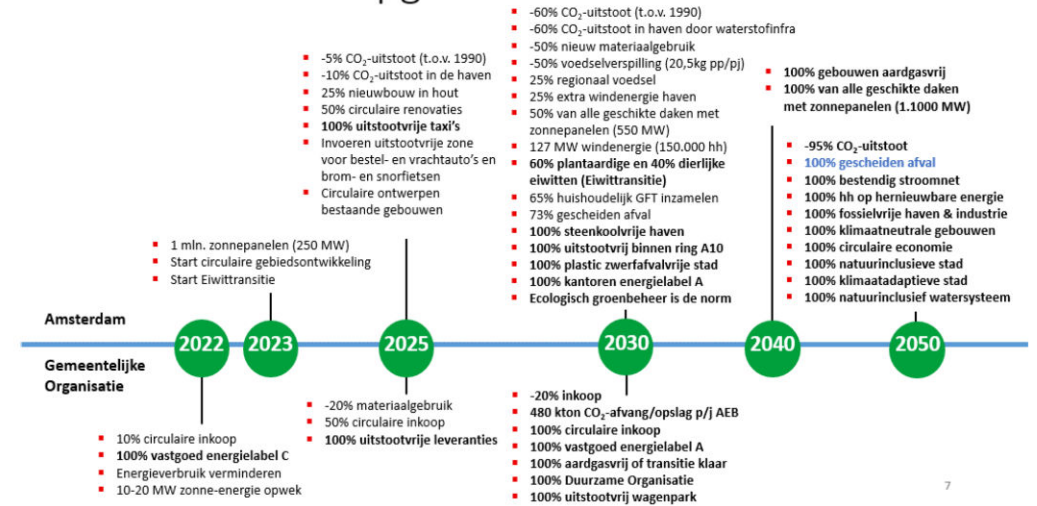 -5% CO₂-uitstoot (t.o.v. 1990)
-10% CO₂-uitstoot in de haven
25% nieuwbouw in hout
50% circulaire renovaties
100% uitstootvrije taxi's
Invoeren uitstootvrije zone
voor bestel- en vrachtauto's en
brom- en snorfietsen
Circulaire ontwerpen
bestaande gebouwen
-60% CO₂-uitstoot (t.o.v. 1990)
-60% CO₂-uitstoot in haven door waterstofinfra
-50% nieuw materiaalgebruik
-50% voedselverspilling (20,5kg pp/pj)
25% regionaal voedsel
25% extra windenergie haven
50% van alle geschikte daken met
zonnepanelen (550 MW)
127 MW windenergie (150.000 hh)
60% plantaardige en 40% dierlijke
eiwitten (Eiwittransitie)
65% huishoudelijk GFT inzamelen
73% gescheiden afval
100% steenkoolvrije haven
100% uitstootvrij binnen ring A10
100% plastic zwerfafvalvrije stad
100% kantoren energielabel A
Ecologisch groenbeheer is de norm
100% gebouwen aardgasvrij
100% van alle geschikte daken
met zonnepanelen (1.1000 MW)
-95% CO₂-uitstoot
100% gescheiden afval
100% bestendig stroomnet
100% hh op hernieuwbare energie
100% fossielvrije haven & industrie
100% klimaatneutrale gebouwen
100% circulaire economie
100% natuurinclusieve stad
100% klimaatadaptieve stad
100% natuurinclusief watersysteem
1 mln. zonnepanelen (250 MW)
Start circulaire gebiedsontwikkeling
Start Eiwittransitie
Amsterdam
2022 2023 2025 2030 2040 2050
Gemeentelijke
Organisatie
10% circulaire inkoop
100% vastgoed energielabel C
Energieverbruik verminderen
10-20 MW zonne-energie opwek
-20% materiaalgebruik
50% circulaire inkoop
100% uitstootvrije leveranties
-20% inkoop
480 kton CO₂-afvang/opslag p/j AEB
100% circulaire inkoop
100% vastgoed energielabel A
100% aardgasvrij of transitie klaar
100% Duurzame Organisatie
100% uitstootvrij wagenpark
7